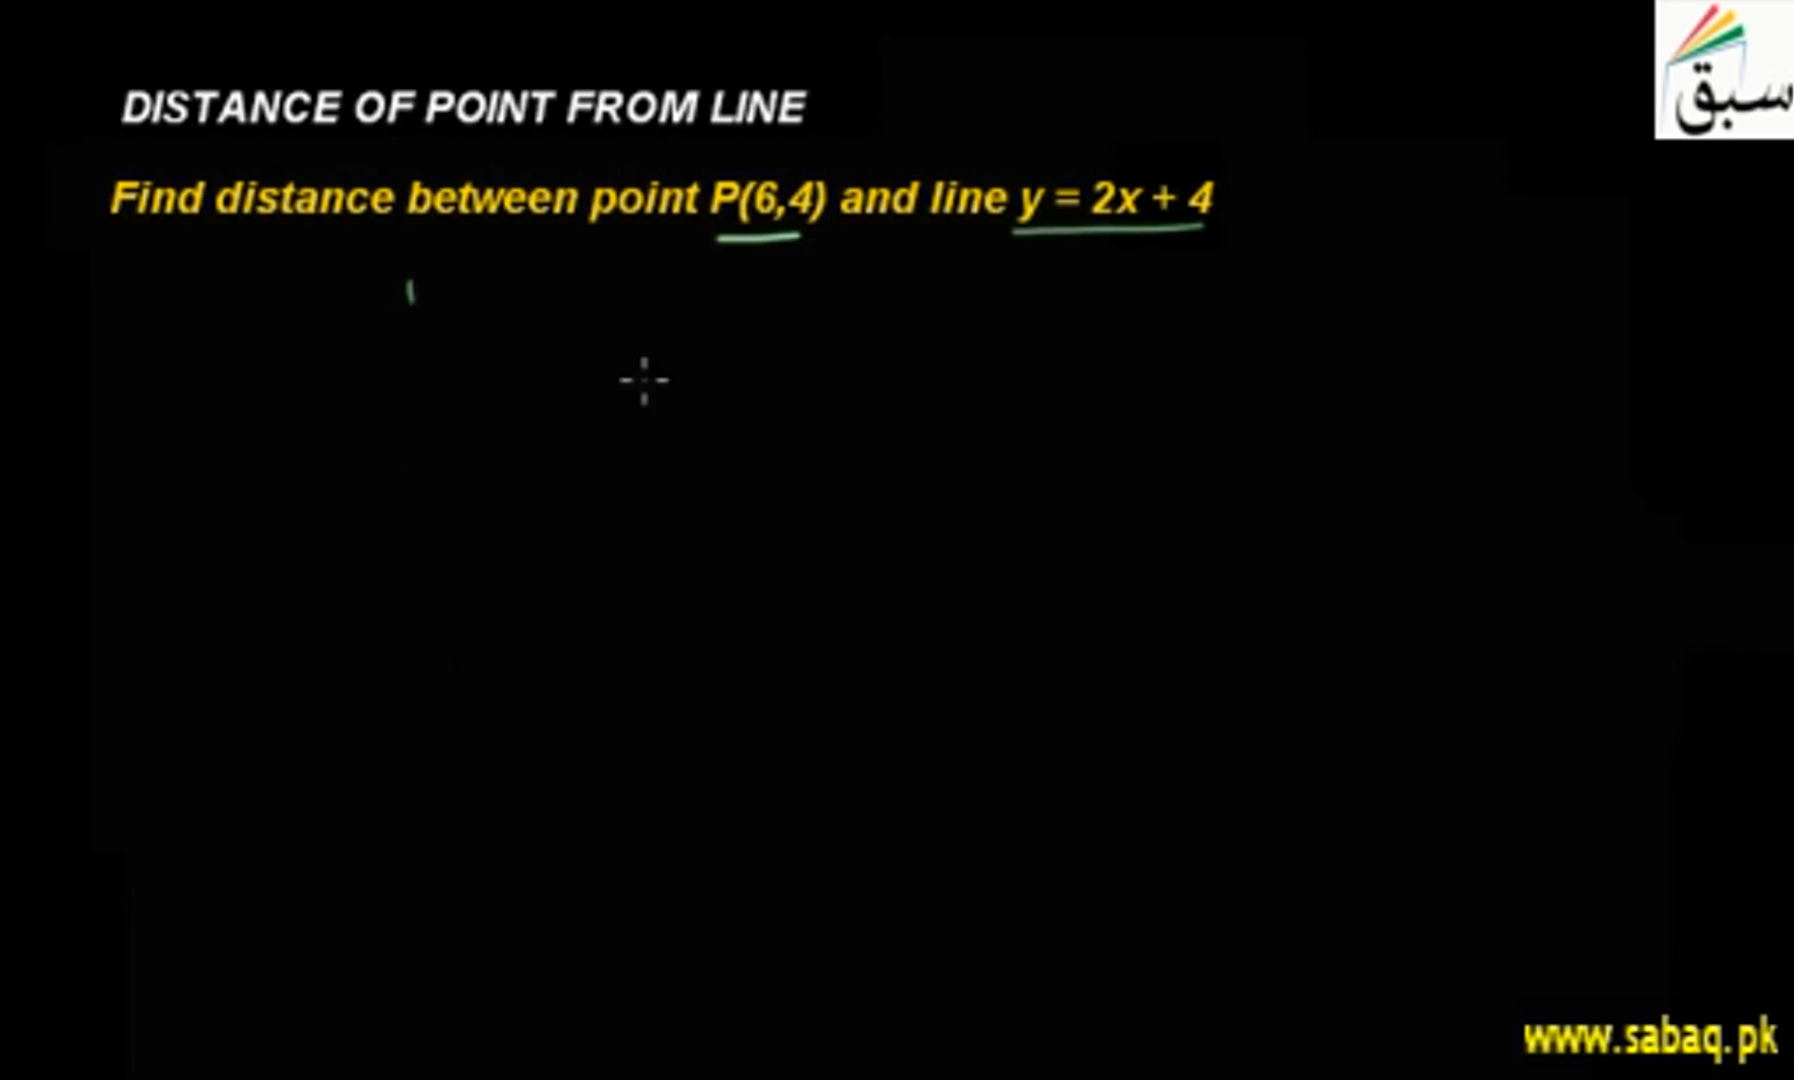 سبق
DISTANCE OF POINT FROM LINE
Find distance between point P(6,4) and line y = 2x + 4
www.sabaq.pk